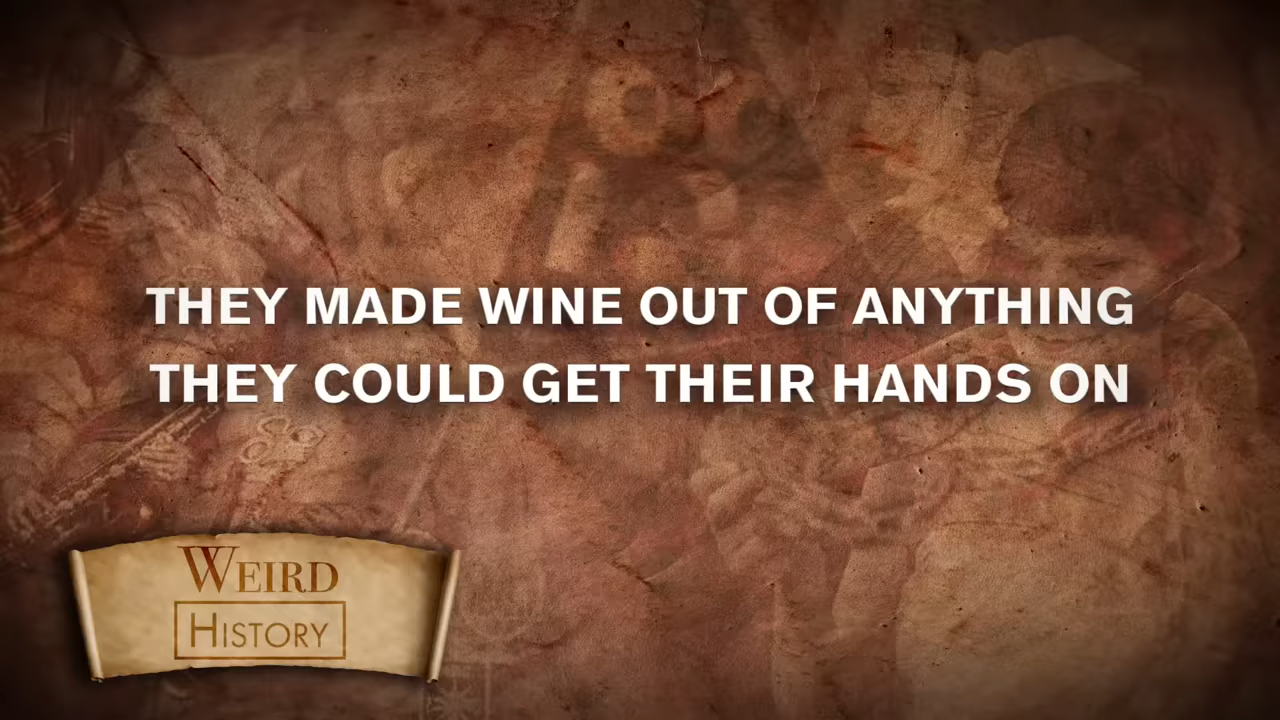 THEY MADE WINE OUT OF ANYTHING
THEY COULD GET THEIR HANDS ON
WEIRD
HISTORY